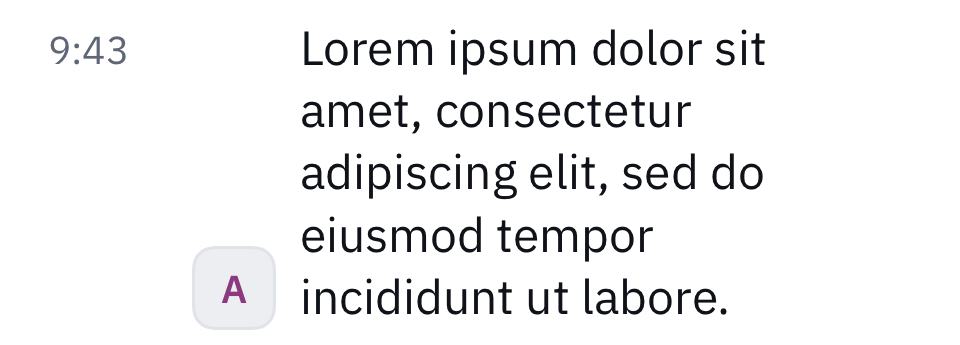 9:43
Lorem ipsum dolor sit
amet, consectetur
adipiscing elit, sed do
eiusmod tempor
incididunt ut labore.
A